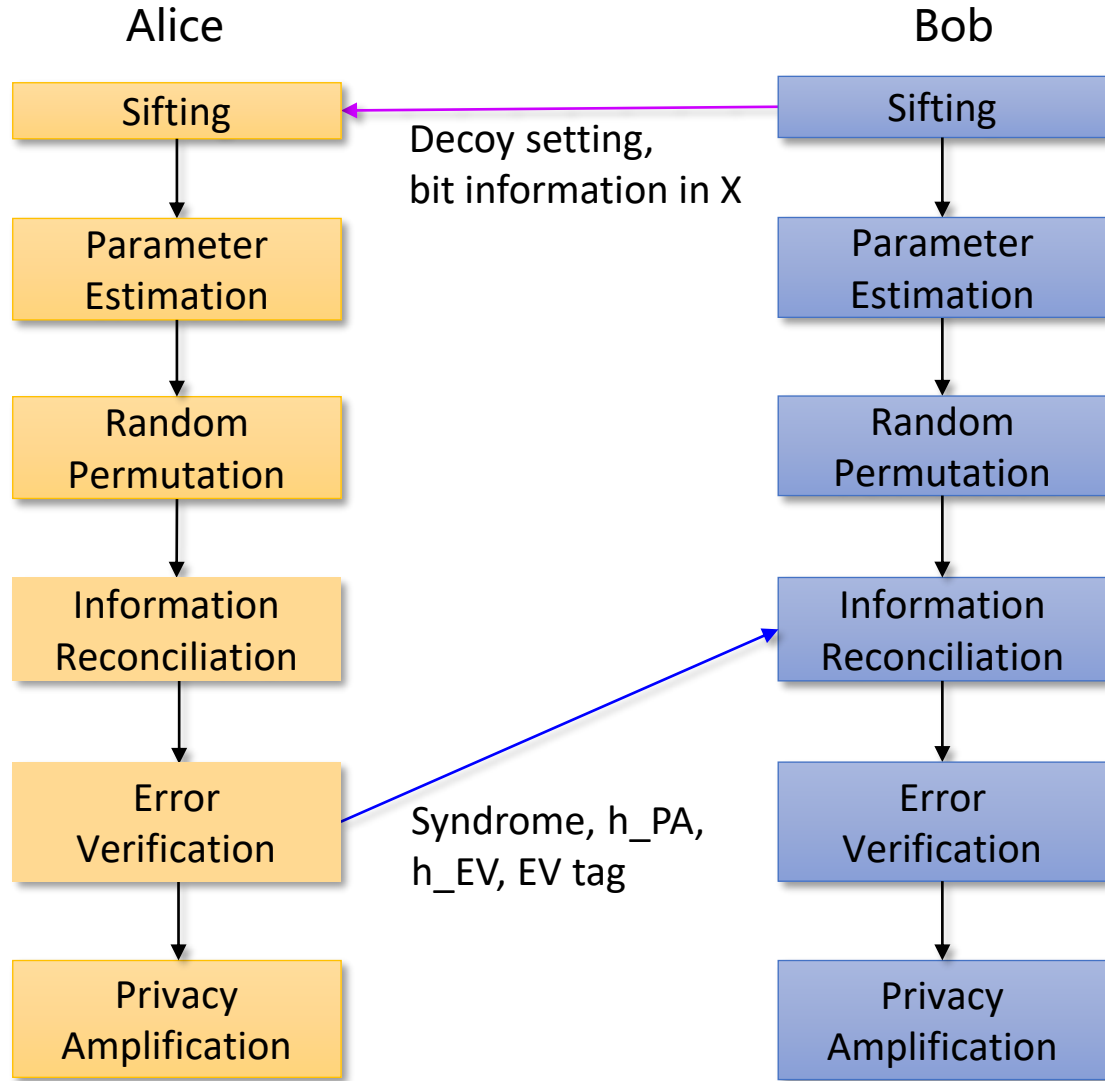 Alice
Bob
Sifting
Sifting
Decoy setting,
bit information in X
Parameter
Estimation
Parameter
Estimation
Random
Permutation
Random
Permutation
Information
Reconciliation
Information
Reconciliation
Error
Verification
Syndrome, h_PA,
h_EV, EV tag
Error
Verification
Privacy
Amplification
Privacy
Amplification